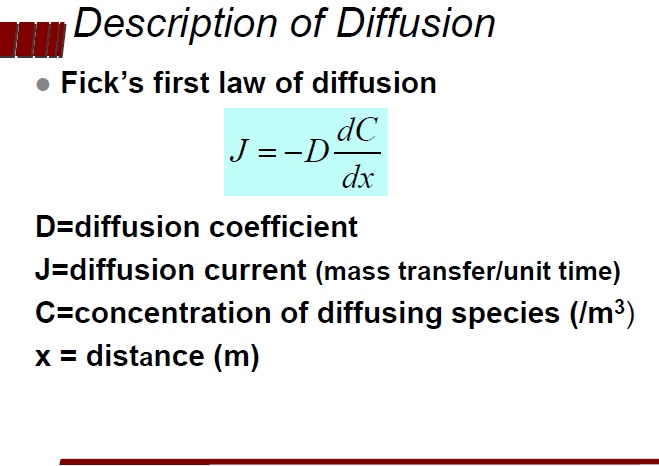 Description of Diffusion
Fick's first law of diffusion
J = -D dC/dx
D=diffusion coefficient
J=diffusion current (mass transfer/unit time)
C=concentration of diffusing species (/m³)
x = distance (m)